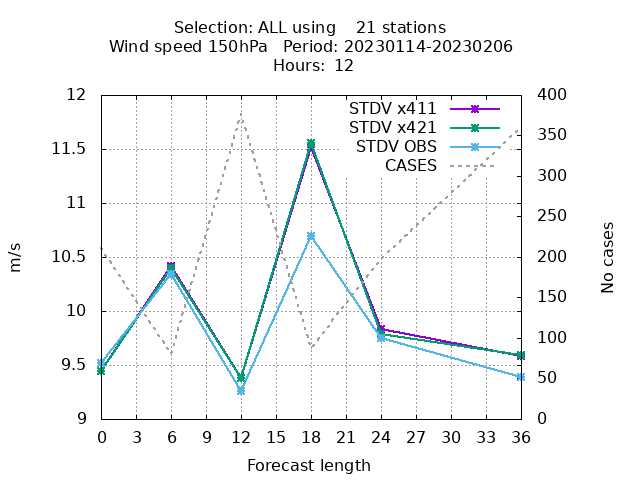 Selection: ALL using    21 stations
Wind speed 150hPa   Period: 20230114-20230206
Hours:  12
STDV x411
STDV x421
STDV OBS
CASES
12
11.5
11
10.5
10
9.5
9
m/s
400
350
300
250
200
150
100
50
0
No cases
0 3 6 9 12 15 18 21 24 27 30 33 36
Forecast length